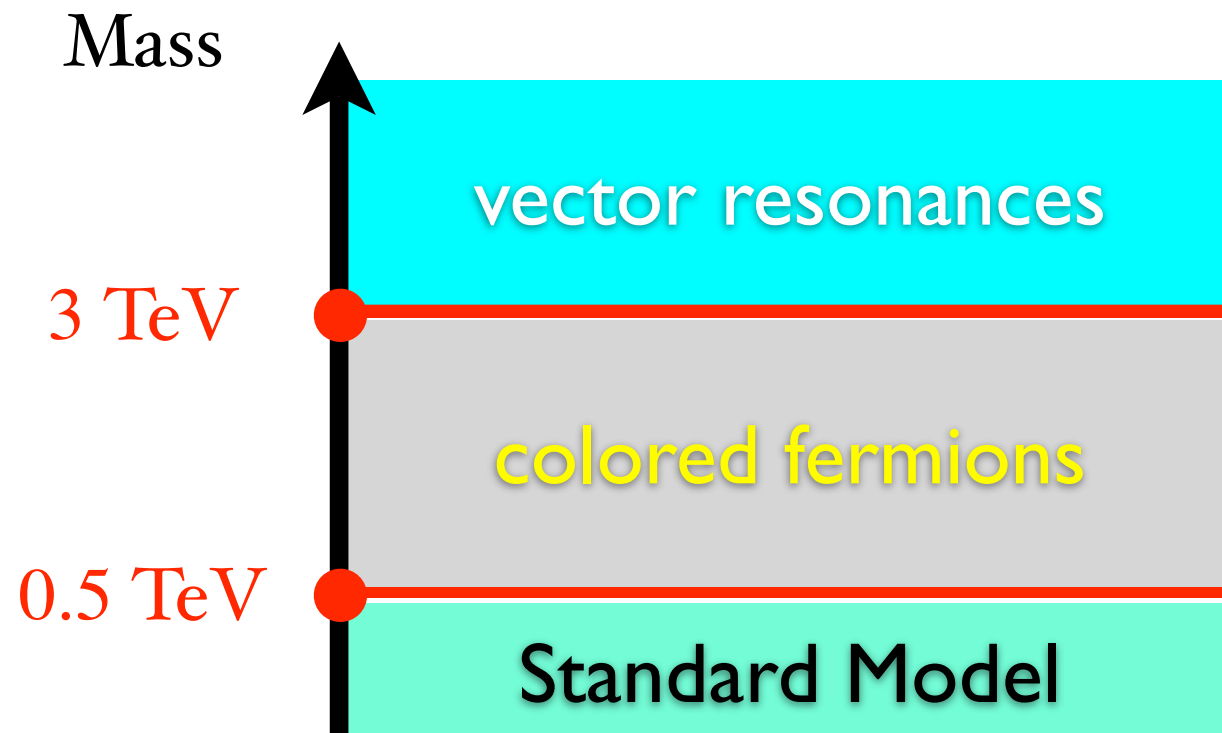 Mass
vector resonances
3 TeV
colored fermions
0.5 TeV
Standard Model